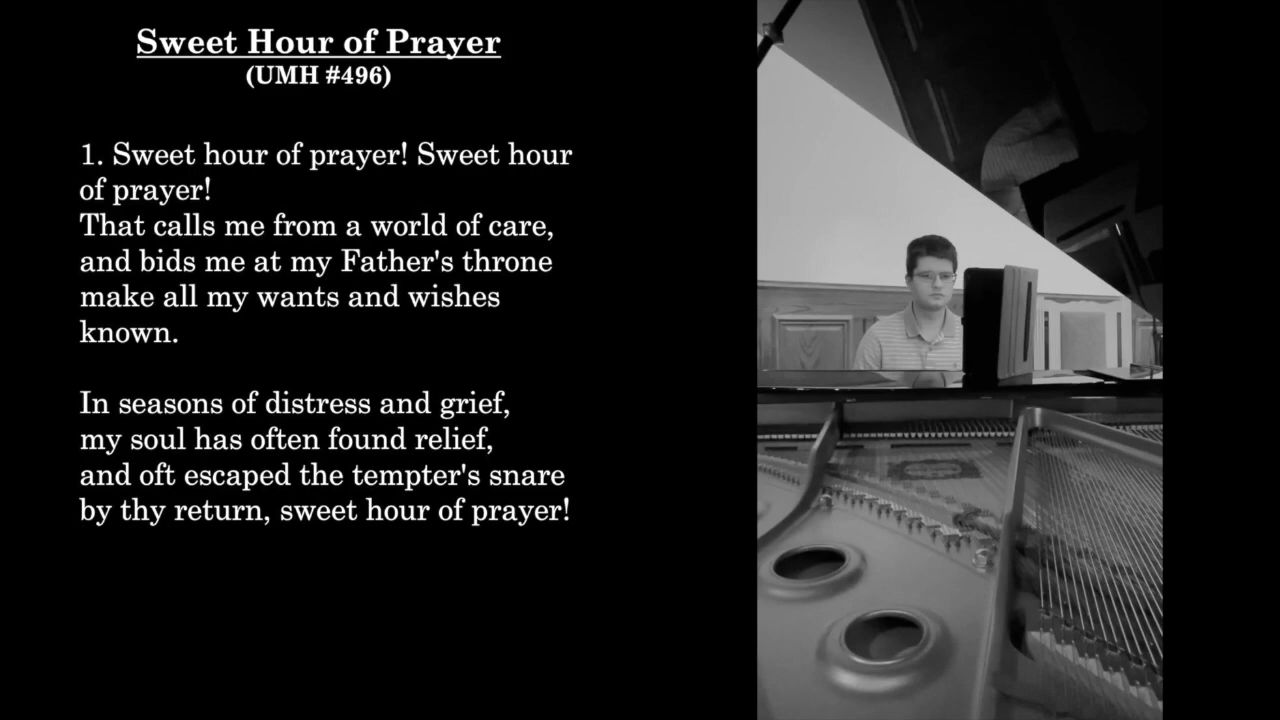 Sweet Hour of Prayer
(UMH #496)
1. Sweet hour of prayer! Sweet hour
of prayer!
That calls me from a world of care,
and bids me at my Father's throne
make all my wants and wishes
known.
In seasons of distress and grief,
my soul has often found relief,
and oft escaped the tempter's snare
by thy return, sweet hour of prayer!